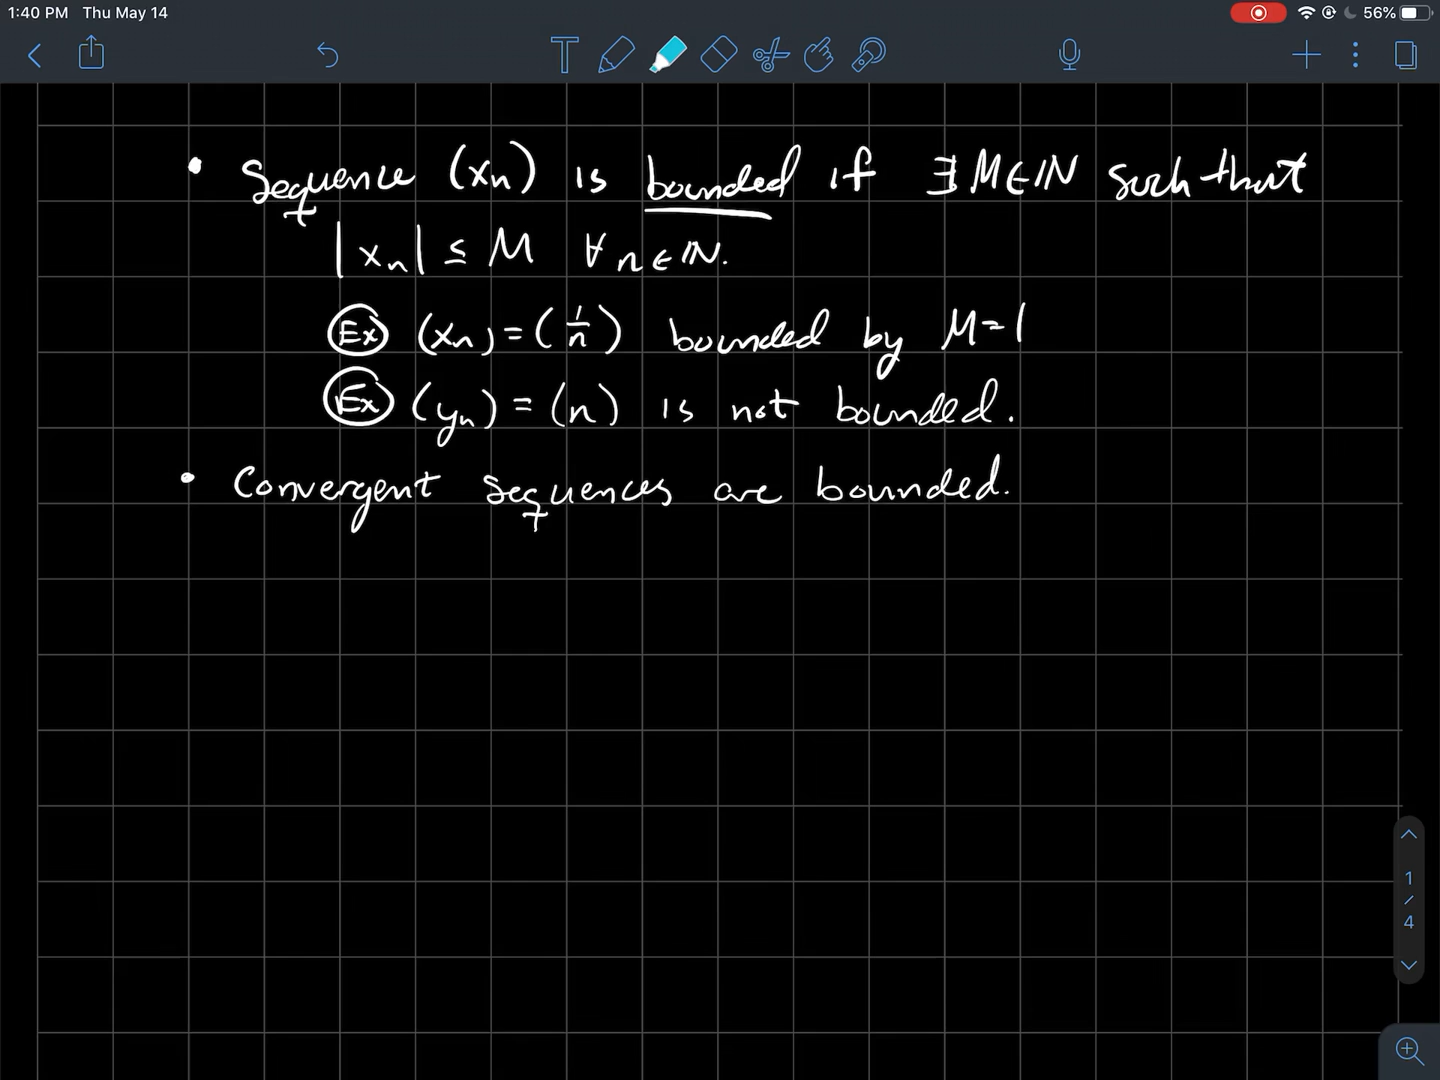 1:40 PM Thu May 14
56%
• Sequence (xn) is bounded if ∃ M∈ℕ such that
|xn| ≤ M ∀n∈ℕ.
Ex (xn) = (1/n) bounded by M=1
Ex (yn) = (n) is not bounded.
• Convergent sequences are bounded.
1
/
4